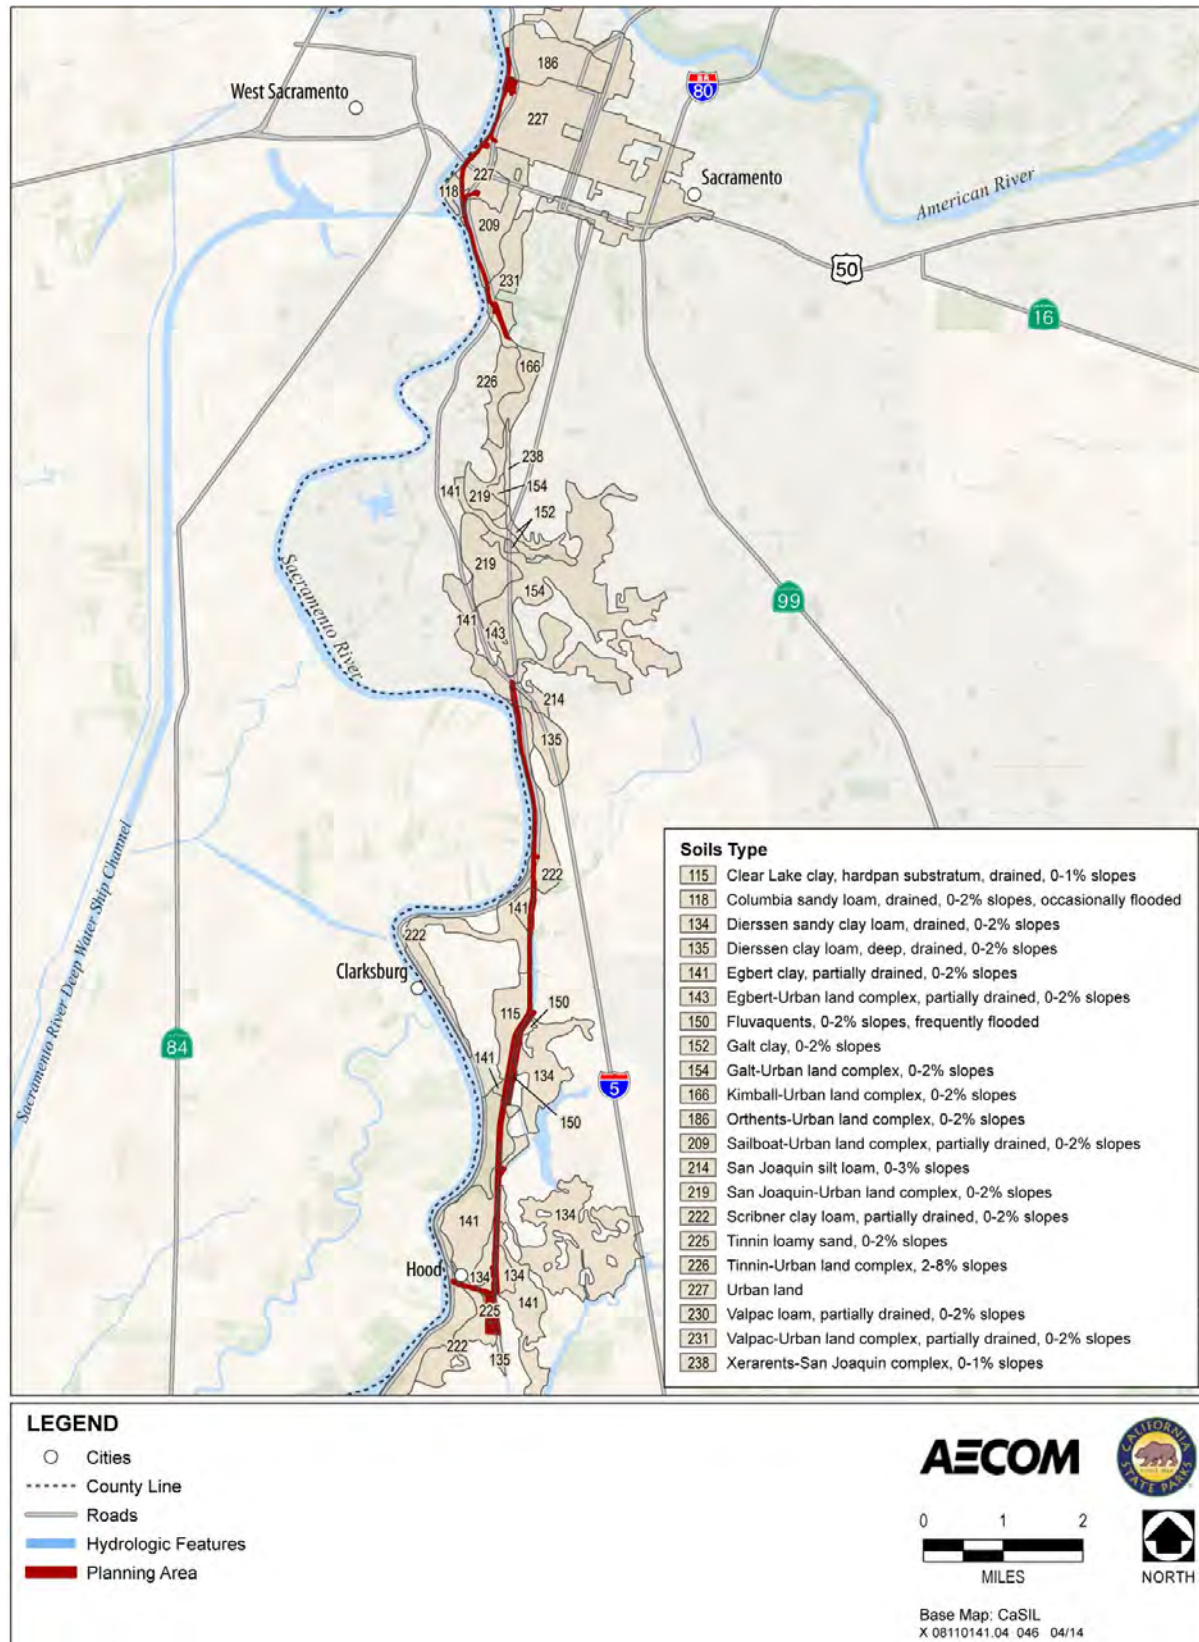 186
West Sacramento
80
227
227
118
Sacramento
American River
209
50
231
16
166
226
238
141
219
154
152
219
Sacramento River
154
99
141
143
214
135
Sacramento River Deep Water Ship Channel
222
141
222
Clarksburg
115
150
84
141
134
5
150
141
134
Hood
134
134
141
225
222
135
Soils Type
115 Clear Lake clay, hardpan substratum, drained, 0-1% slopes
118 Columbia sandy loam, drained, 0-2% slopes, occasionally flooded
134 Dierssen sandy clay loam, drained, 0-2% slopes
135 Dierssen clay loam, deep, drained, 0-2% slopes
141 Egbert clay, partially drained, 0-2% slopes
143 Egbert-Urban land complex, partially drained, 0-2% slopes
150 Fluvaquents, 0-2% slopes, frequently flooded
152 Galt clay, 0-2% slopes
154 Galt-Urban land complex, 0-2% slopes
166 Kimball-Urban land complex, 0-2% slopes
186 Orthents-Urban land complex, 0-2% slopes
209 Sailboat-Urban land complex, partially drained, 0-2% slopes
214 San Joaquin silt loam, 0-3% slopes
219 San Joaquin-Urban land complex, 0-2% slopes
222 Scribner clay loam, partially drained, 0-2% slopes
225 Tinnin loamy sand, 0-2% slopes
226 Tinnin-Urban land complex, 2-8% slopes
227 Urban land
230 Valpac loam, partially drained, 0-2% slopes
231 Valpac-Urban land complex, partially drained, 0-2% slopes
238 Xerarents-San Joaquin complex, 0-1% slopes
LEGEND
Cities
County Line
Roads
Hydrologic Features
Planning Area
AECOM
CALIFORNIA
STATE PARKS
0 1 2
MILES
NORTH
Base Map: CaSIL
X 08110141.04 046 04/14